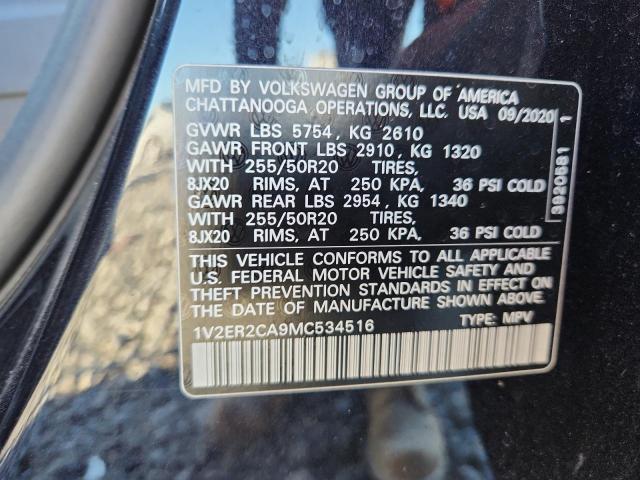 MFD BY VOLKSWAGEN GROUP OF AMERICA
CHATTANOOGA OPERATIONS, LLC. USA 09/2020
GVWR LBS 5754, KG 2610
GAWR FRONT LBS 2910, KG 1320
WITH 255/50R20 TIRES,
8JX20 RIMS, AT 250 KPA, 36 PSI COLD
GAWR REAR LBS 2954, KG 1340
WITH 255/50R20 TIRES,
8JX20 RIMS, AT 250 KPA, 36 PSI COLD
THIS VEHICLE CONFORMS TO ALL APPLICABLE
U.S. FEDERAL MOTOR VEHICLE SAFETY AND
THEFT PREVENTION STANDARDS IN EFFECT ON
THE DATE OF MANUFACTURE SHOWN ABOVE.
1V2ER2CA9MC534516 TYPE: MPV
3920581 1